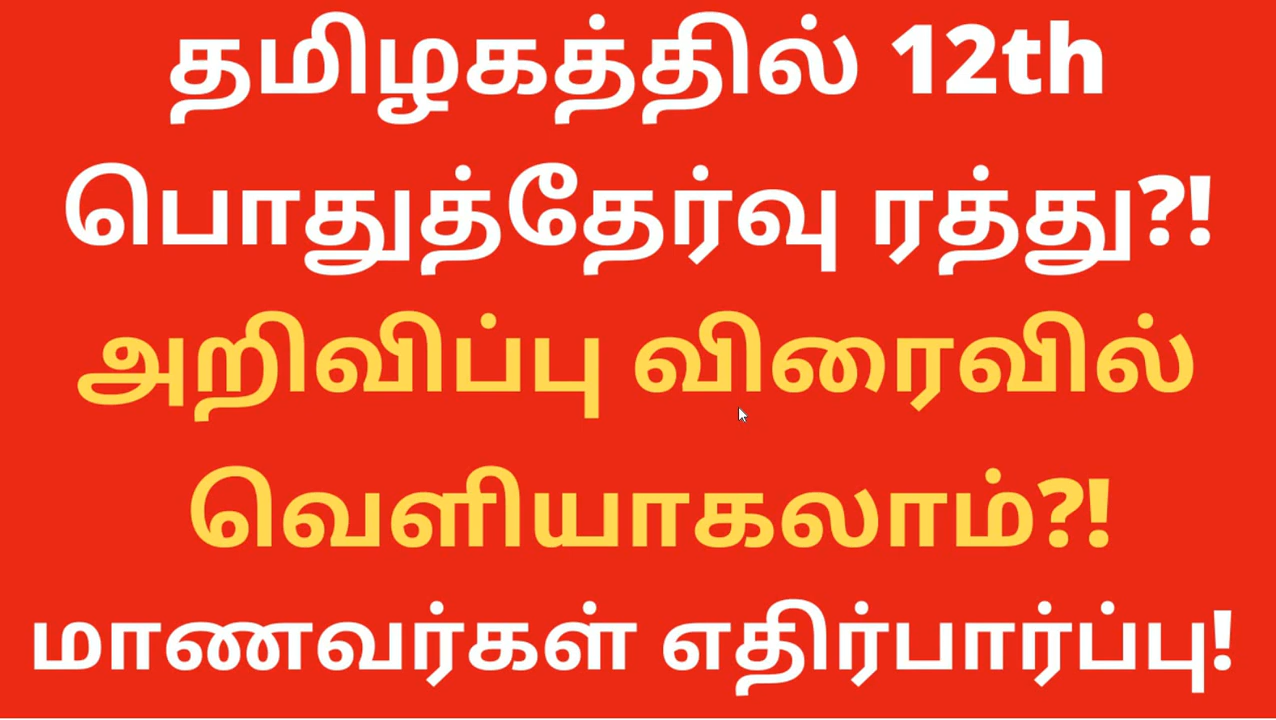 தமிழகத்தில் 12th
பொதுத்தேர்வு ரத்து?!
அறிவிப்பு விரைவில்
வெளியாகலாம்?!
மாணவர்கள் எதிர்பார்ப்பு!